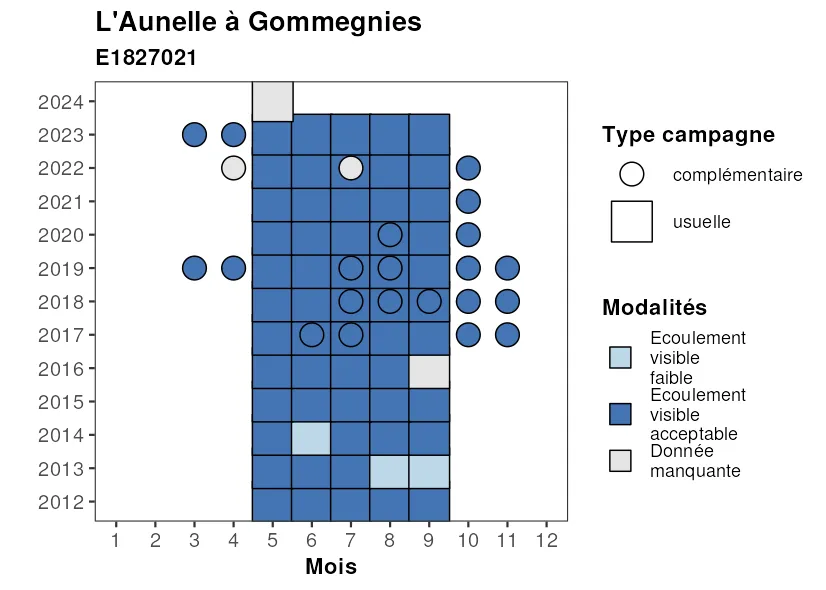 L'Aunelle à Gommegnies
E1827021
2024
2023
2022
2021
2020
2019
2018
2017
2016
2015
2014
2013
2012
1 2 3 4 5 6 7 8 9 10 11 12
Mois
Type campagne
complémentaire
usuelle
Modalités
Ecoulement
visible
faible
Ecoulement
visible
acceptable
Donnée
manquante